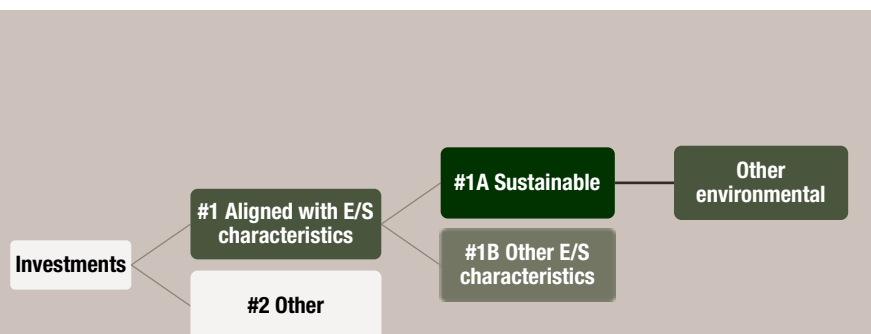 Investments
#1 Aligned with E/S
characteristics
#2 Other
#1A Sustainable
#1B Other E/S
characteristics
Other
environmental